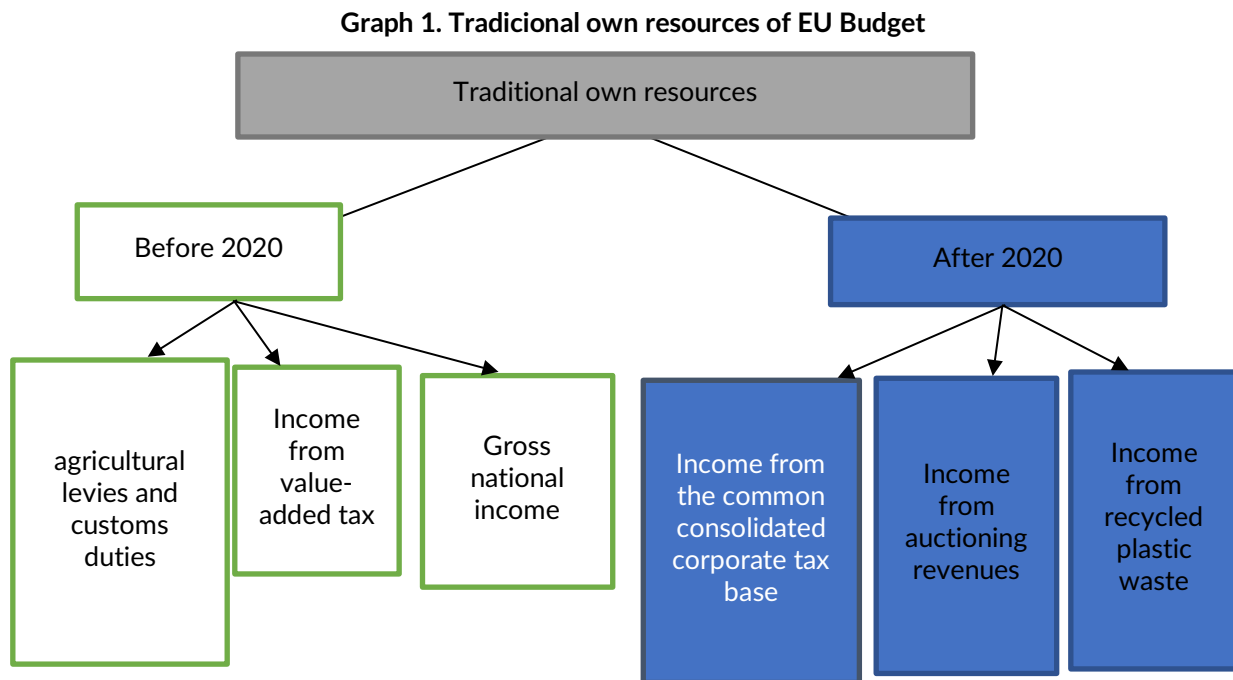 Graph 1. Tradicional own resources of EU Budget
Traditional own resources
Before 2020
After 2020
agricultural
levies and
customs
duties
Income
from
value-
added tax
Gross
national
income
Income from
the common
consolidated
corporate tax
base
Income
from
auctioning
revenues
Income
from
recycled
plastic
waste